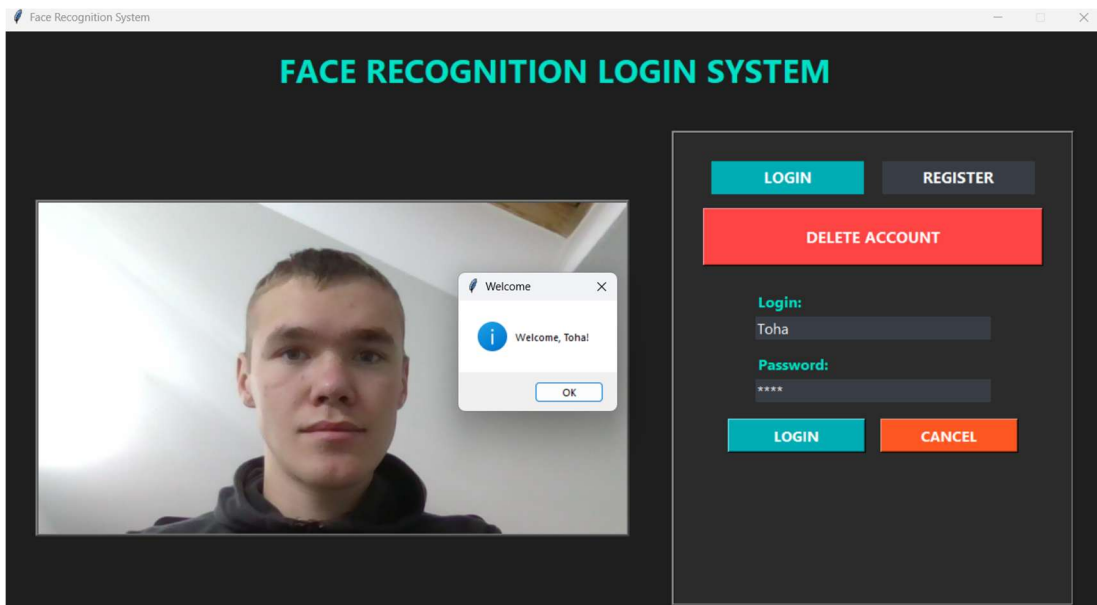 Face Recognition System
FACE RECOGNITION LOGIN SYSTEM
LOGIN
REGISTER
DELETE ACCOUNT
Welcome
Welcome, Toha!
OK
Login:
Toha
Password:
****
LOGIN
CANCEL